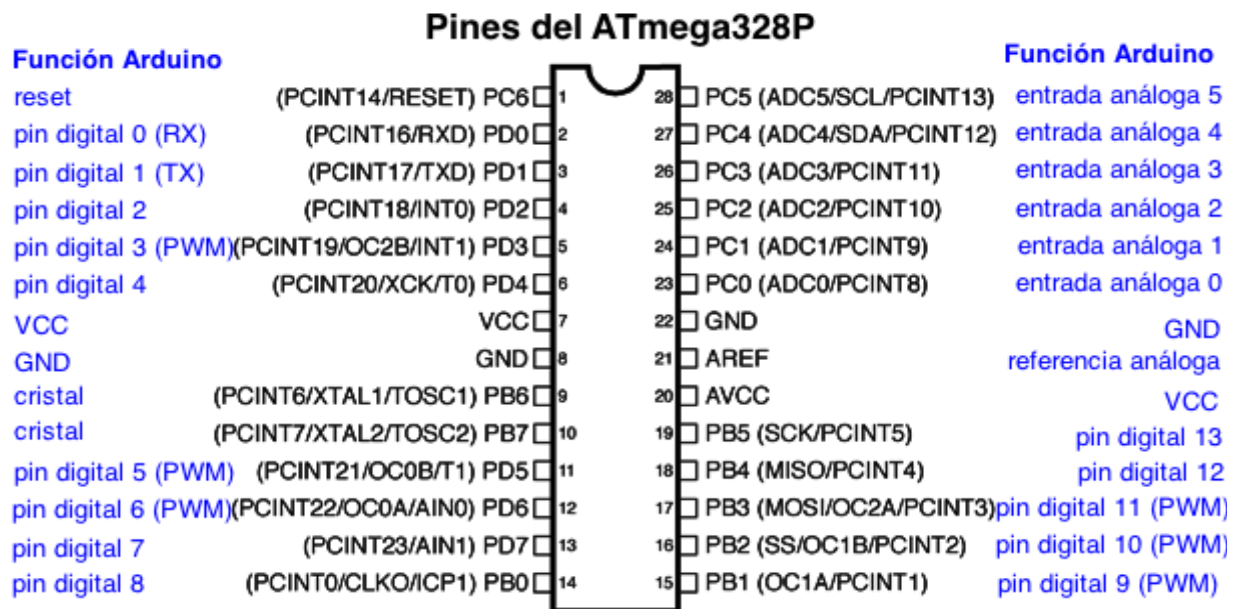 Pines del ATmega328P
Función Arduino Función Arduino
reset (PCINT14/RESET) PC6 1 28 PC5 (ADC5/SCL/PCINT13) entrada análoga 5
pin digital 0 (RX) (PCINT16/RXD) PD0 2 27 PC4 (ADC4/SDA/PCINT12) entrada análoga 4
pin digital 1 (TX) (PCINT17/TXD) PD1 3 26 PC3 (ADC3/PCINT11) entrada análoga 3
pin digital 2 (PCINT18/INT0) PD2 4 25 PC2 (ADC2/PCINT10) entrada análoga 2
pin digital 3 (PWM) (PCINT19/OC2B/INT1) PD3 5 24 PC1 (ADC1/PCINT9) entrada análoga 1
pin digital 4 (PCINT20/XCK/T0) PD4 6 23 PC0 (ADC0/PCINT8) entrada análoga 0
VCC VCC 7 22 GND GND
GND GND 8 21 AREF referencia análoga
cristal (PCINT6/XTAL1/TOSC1) PB6 9 20 AVCC VCC
cristal (PCINT7/XTAL2/TOSC2) PB7 10 19 PB5 (SCK/PCINT5) pin digital 13
pin digital 5 (PWM) (PCINT21/OC0B/T1) PD5 11 18 PB4 (MISO/PCINT4) pin digital 12
pin digital 6 (PWM) (PCINT22/OC0A/AIN0) PD6 12 17 PB3 (MOSI/OC2A/PCINT3) pin digital 11 (PWM)
pin digital 7 (PCINT23/AIN1) PD7 13 16 PB2 (SS/OC1B/PCINT2) pin digital 10 (PWM)
pin digital 8 (PCINT0/CLKO/ICP1) PB0 14 15 PB1 (OC1A/PCINT1) pin digital 9 (PWM)